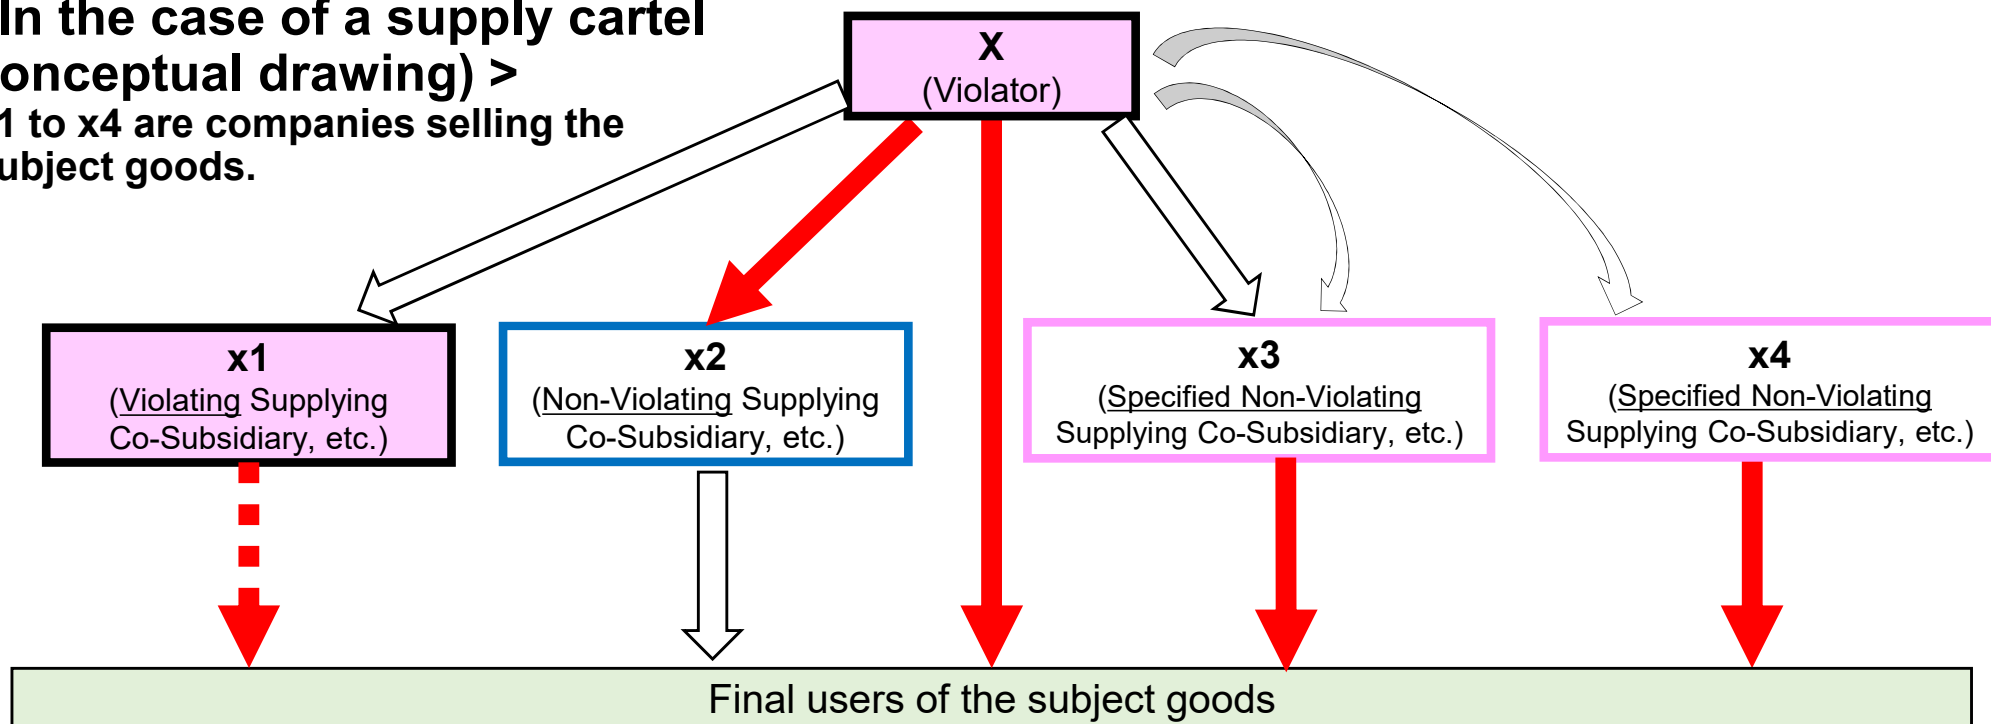 In the case of a supply cartel
onceptual drawing) >
1 to x4 are companies selling the
ubject goods.
X
(Violator)
x1
(Violating Supplying
Co-Subsidiary, etc.)
x2
(Non-Violating Supplying
Co-Subsidiary, etc.)
x3
(Specified Non-Violating
Supplying Co-Subsidiary, etc.)
x4
(Specified Non-Violating
Supplying Co-Subsidiary, etc.)
Final users of the subject goods